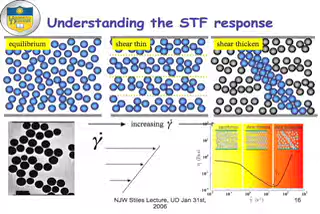 Understanding the STF response
equilibrium
shear thin
shear thicken
increasing γ̇
γ̇
NJW Stiles Lecture, UD Jan 31st,
2006
16